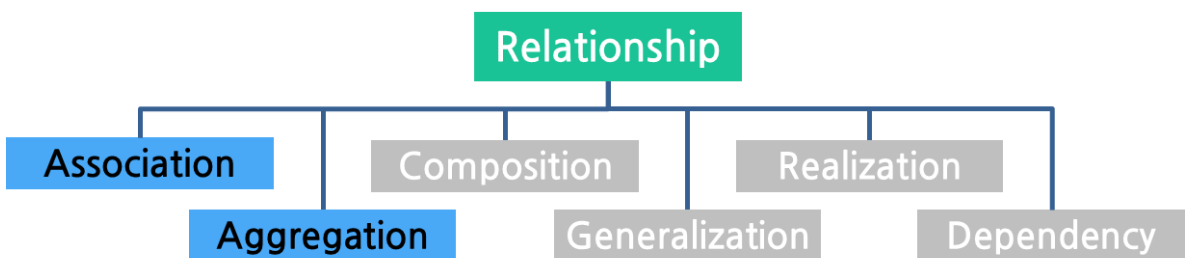 Relationship
Association
Composition
Realization
Aggregation
Generalization
Dependency